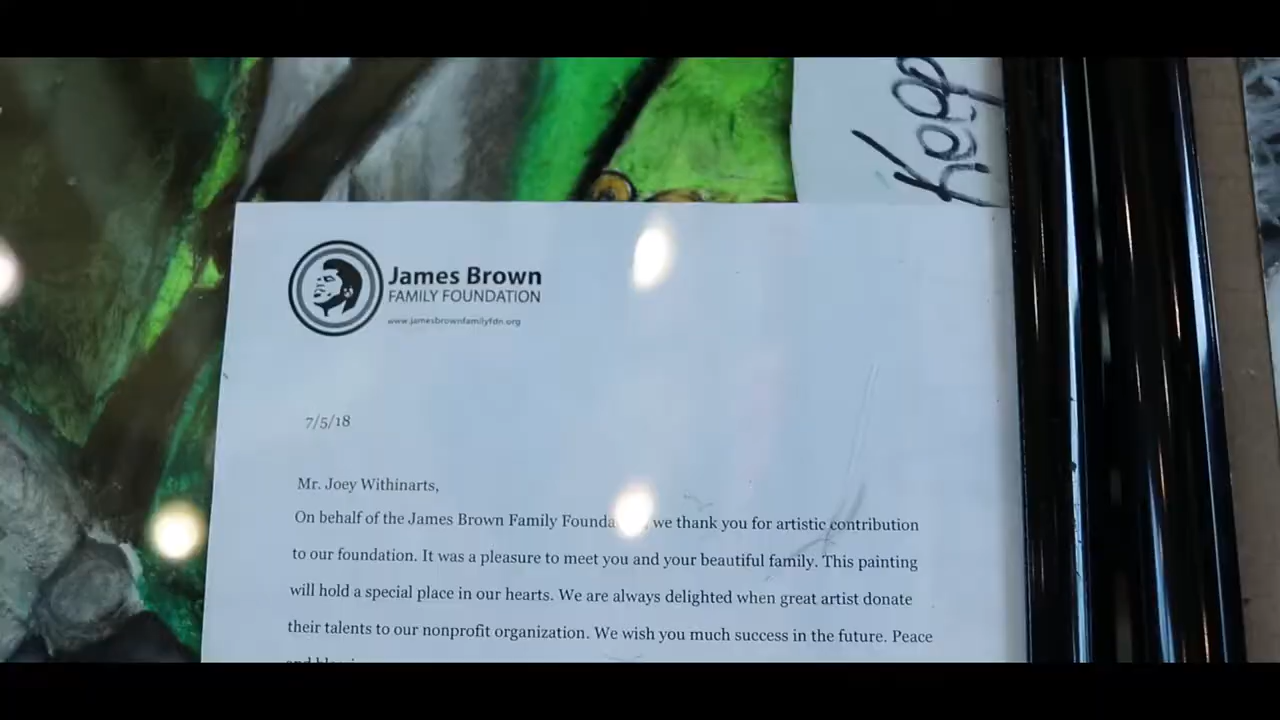 Kepp
James Brown
FAMILY FOUNDATION
www.jamesbrownfamilyfdn.org
7/5/18
Mr. Joey Withinarts,
On behalf of the James Brown Family we thank you for artistic contribution
to our foundation. It was a pleasure to meet you and your beautiful family. This painting
will hold a special place in our hearts. We are always delighted when great artist donate
their talents to our nonprofit organization. We wish you much success in the future. Peace